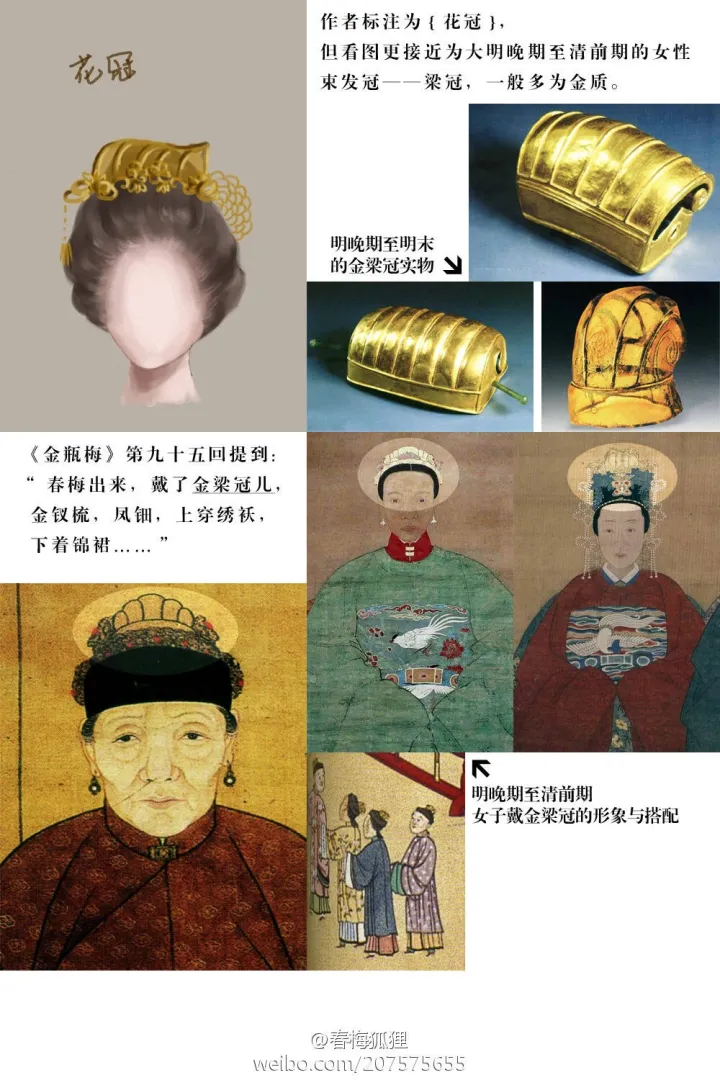 花冠
作者标注为{花冠}，
但看图更接近为大明晚期至清前期的女性
束发冠——梁冠，一般多为金质。
明晚期至明末
的金梁冠实物
《金瓶梅》第九十五回提到：
“春梅出来，戴了金梁冠儿，
金钗梳，凤钿，上穿绣袄，
下着锦裙……”
明晚期至清前期
女子戴金梁冠的形象与搭配
@春梅狐狸
weibo.com/207575655